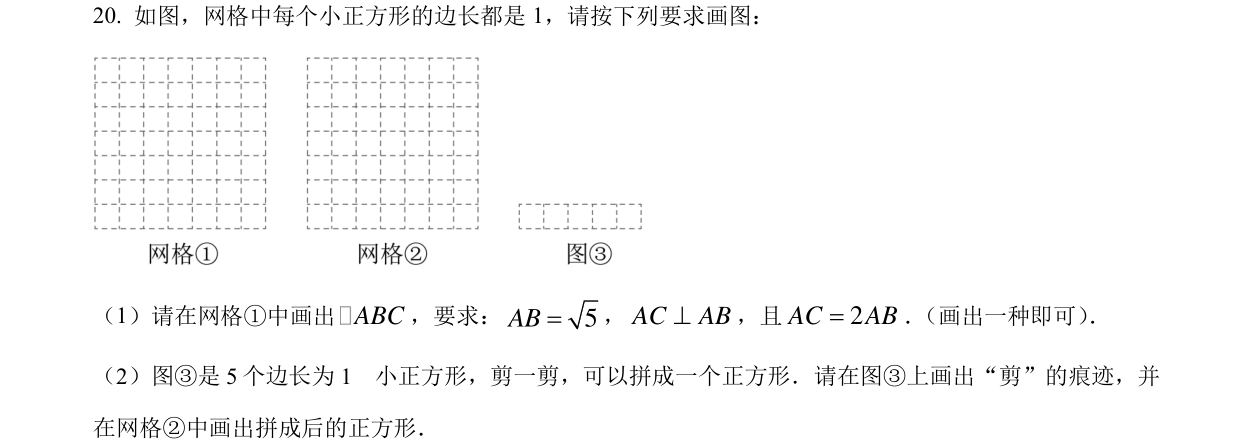 20. 如图，网格中每个小正方形的边长都是 1，请按下列要求画图：
网格① 网格② 图③
（1）请在网格①中画出□ABC，要求：AB=√5，AC⊥AB，且AC=2AB．（画出一种即可）．
（2）图③是 5 个边长为 1 小正方形，剪一剪，可以拼成一个正方形．请在图③上画出“剪”的痕迹，并
在网格②中画出拼成后的正方形．